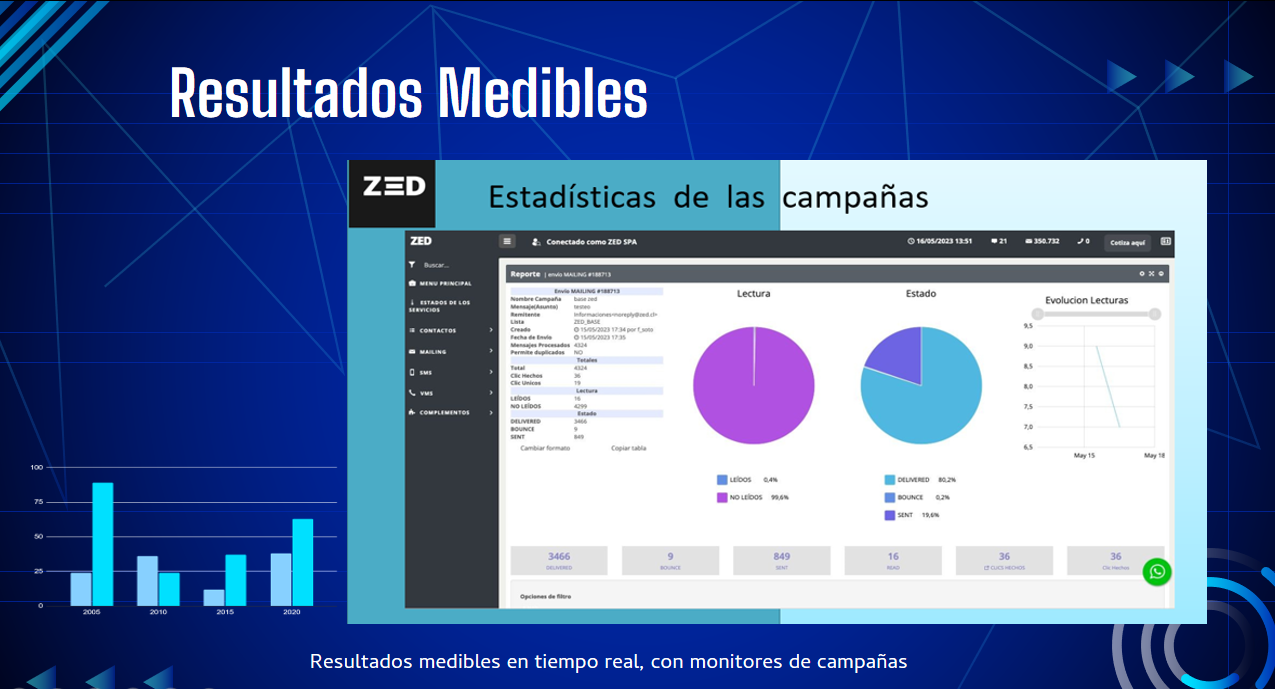 Resultados Medibles
ZED
Estadísticas de las campañas
ZED
Conectado como ZED SPA
16/05/2023 13:51
21
350.732
0
Cotiza aquí
Buscar...
MENU PRINCIPAL
ESTADOS DE LOS
SERVICIOS
CONTACTOS
MAILING
SMS
VMS
COMPLEMENTOS
Reporte | envío MAILING #188713
Envío MAILING #188713
Nombre Campaña base zed
Mensaje(Asunto) testeo
Remitente Informaciones<noreply@zed.cl>
Lista ZED_BASE
Creado 15/05/2023 17:34 por f_soto
Fecha de Envío 15/05/2023 17:35
Mensajes Procesados 4324
Permite duplicados NO
Totales
Total 4324
Clic Hechos 36
Clic Unicos 19
Lectura
LEÍDOS 16
NO LEÍDOS 4299
Estado
DELIVERED 3466
BOUNCE 9
SENT 849
Cambiar formato Copiar tabla
Lectura
LEÍDOS 0,4%
NO LEÍDOS 99,6%
Estado
DELIVERED 80,2%
BOUNCE 0,2%
SENT 19,6%
Evolucion Lecturas
9,5
9,0
8,5
8,0
7,5
7,0
6,5
May 15 May 18
3466
DELIVERED
9
BOUNCE
849
SENT
16
READ
36
CLICS HECHOS
36
Clic Hechos
Opciones de filtro
100
75
50
25
0
2005 2010 2015 2020
Resultados medibles en tiempo real, con monitores de campañas